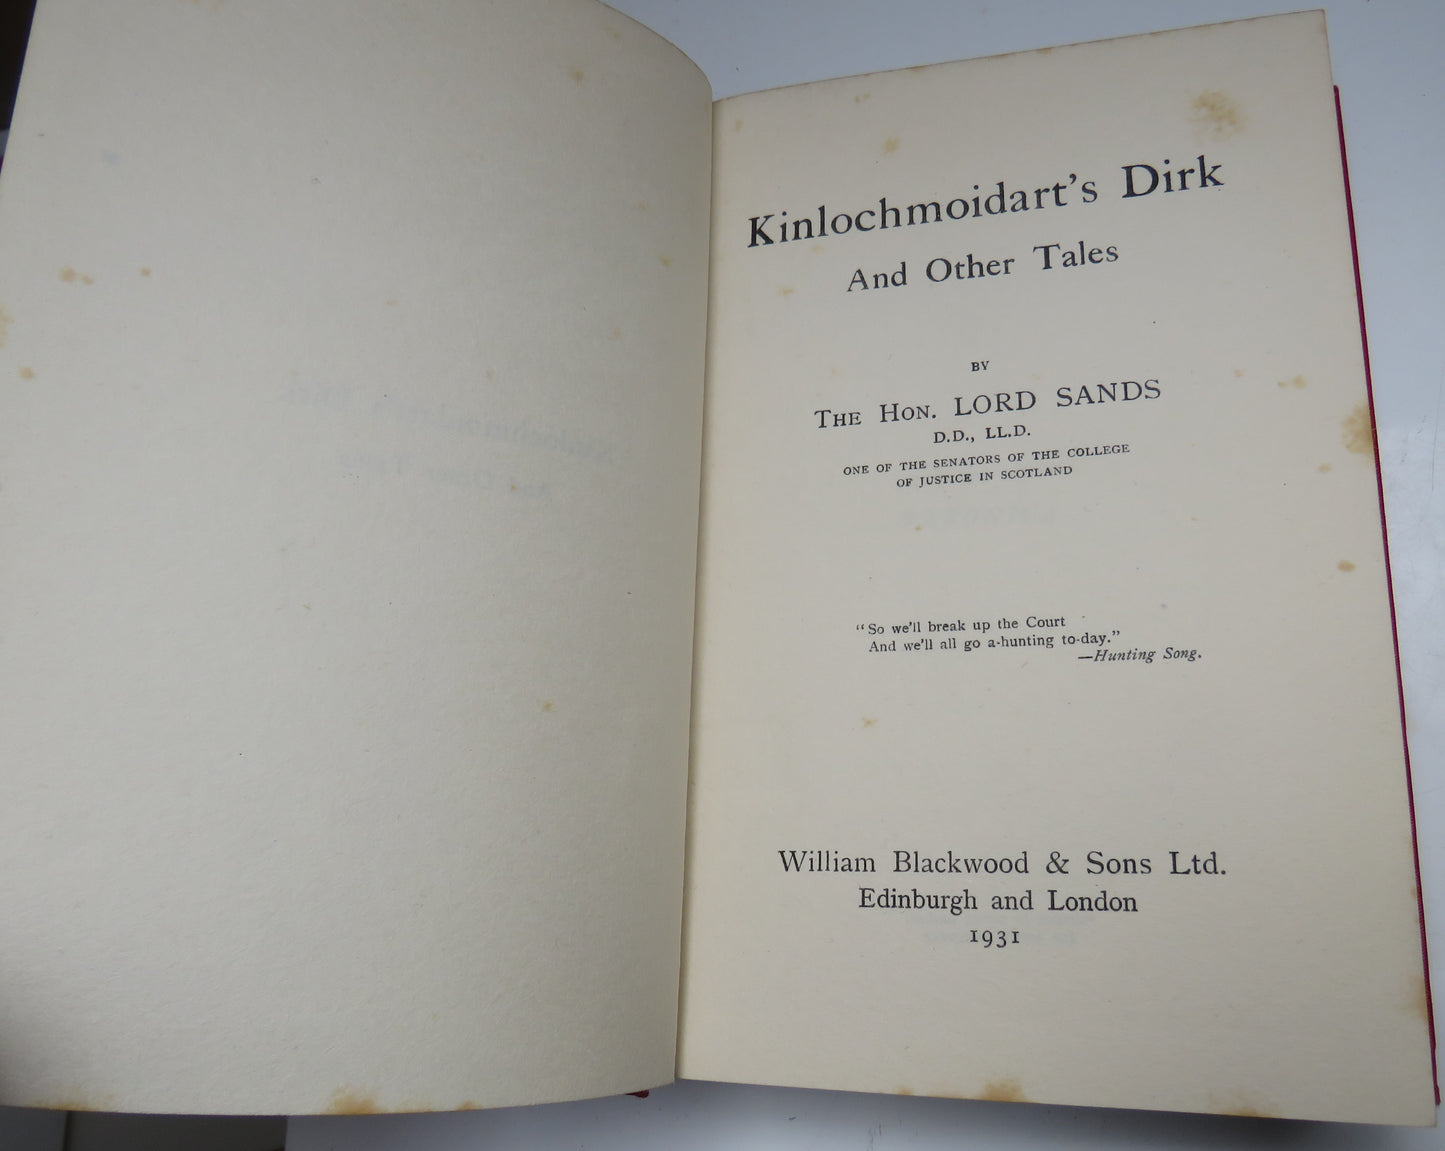 Kinlochmoidart's Dirk
And Other Tales
BY
THE HON. LORD SANDS
D.D., LL.D.
ONE OF THE SENATORS OF THE COLLEGE
OF JUSTICE IN SCOTLAND
"So we'll break up the Court
And we'll all go a-hunting to-day."
—Hunting Song.
William Blackwood & Sons Ltd.
Edinburgh and London
1931